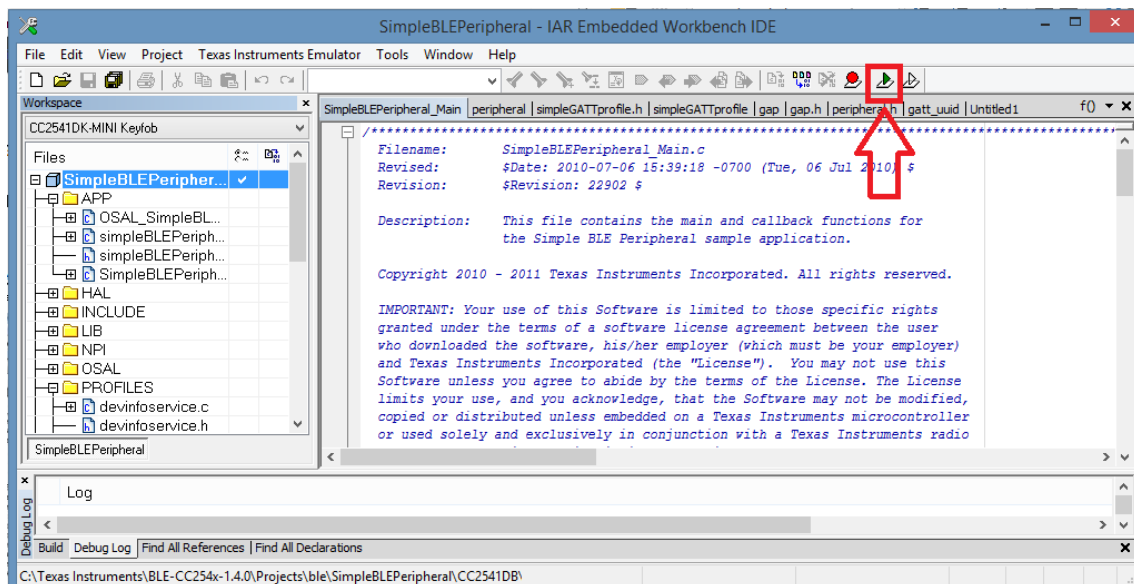 SimpleBLEPeripheral - IAR Embedded Workbench IDE
File Edit View Project Texas Instruments Emulator Tools Window Help
Workspace
CC2541DK-MINI Keyfob
Files
SimpleBLEPeripher...
APP
OSAL_SimpleBL...
simpleBLEPeriph...
simpleBLEPeriph...
SimpleBLEPeriph...
HAL
INCLUDE
LIB
NPI
OSAL
PROFILES
devinfoservice.c
devinfoservice.h
SimpleBLEPeripheral
SimpleBLEPeripheral_Main peripheral | simpleGATTprofile.h | simpleGATTprofile | gap | gap.h | peripheral.h | gatt_uuid | Untitled1 f()
Filename: SimpleBLEPeripheral_Main.c
Revised: $Date: 2010-07-06 15:39:18 -0700 (Tue, 06 Jul 2010) $
Revision: $Revision: 22902 $
Description: This file contains the main and callback functions for
the Simple BLE Peripheral sample application.
Copyright 2010 - 2011 Texas Instruments Incorporated. All rights reserved.
IMPORTANT: Your use of this Software is limited to those specific rights
granted under the terms of a software license agreement between the user
who downloaded the software, his/her employer (which must be your employer)
and Texas Instruments Incorporated (the "License"). You may not use this
Software unless you agree to abide by the terms of the License. The License
limits your use, and you acknowledge, that the Software may not be modified,
copied or distributed unless embedded on a Texas Instruments microcontroller
or used solely and exclusively in conjunction with a Texas Instruments radio
Log
Debug Log
Build Debug Log Find All References | Find All Declarations
C:\Texas Instruments\BLE-CC254x-1.4.0\Projects\ble\SimpleBLEPeripheral\CC2541DB\